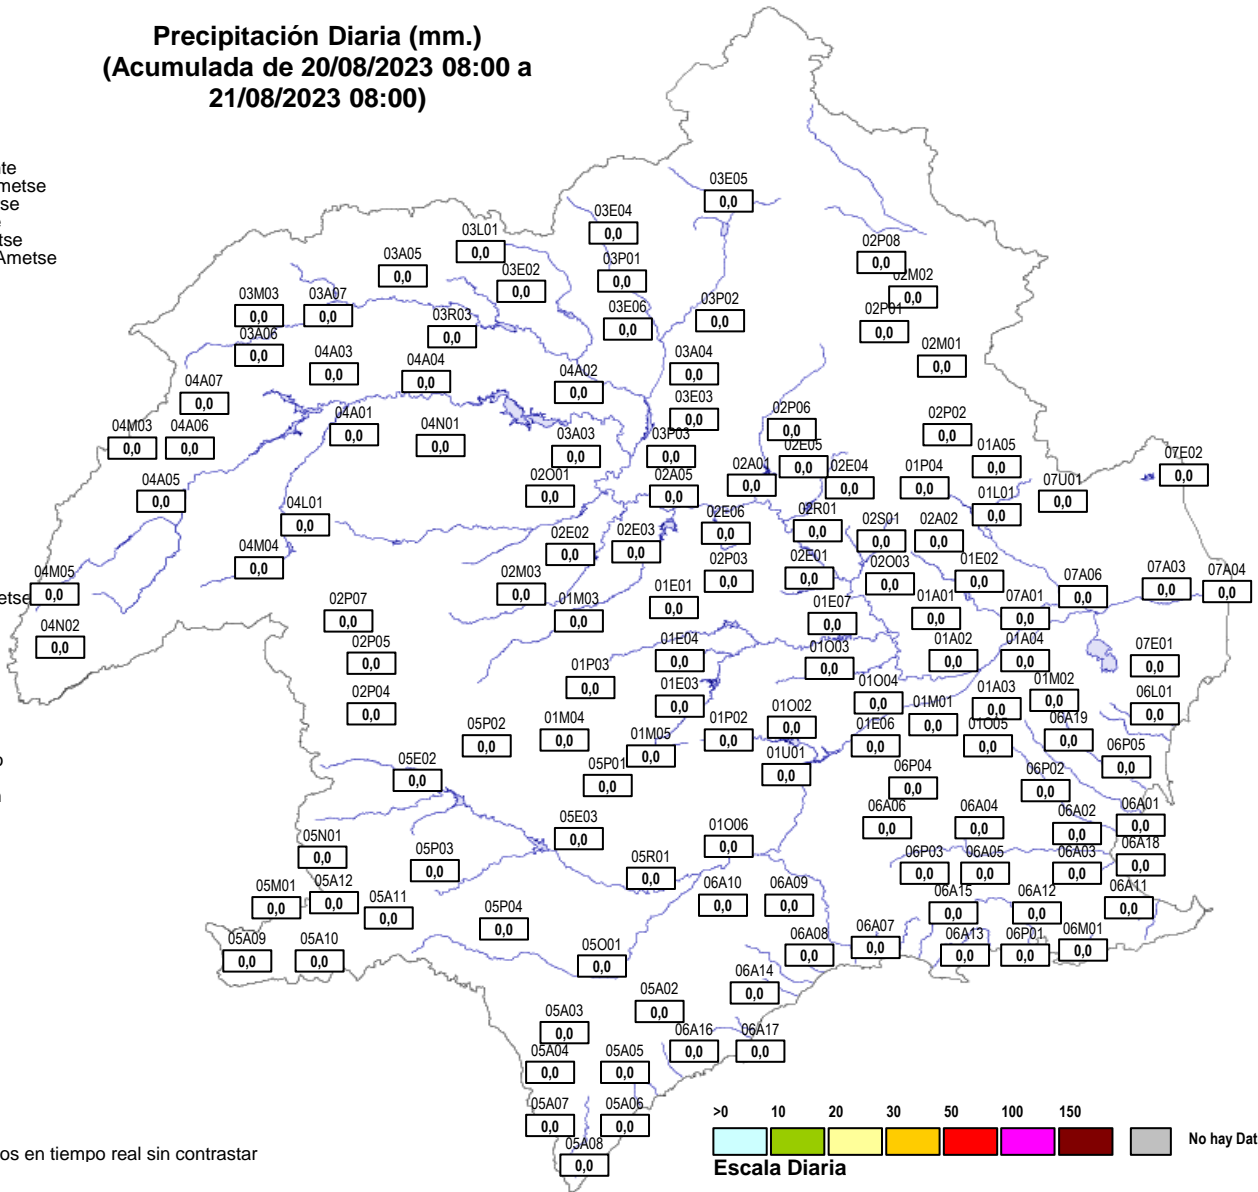 Precipitación Diaria (mm.)
(Acumulada de 20/08/2023 08:00 a
21/08/2023 08:00)
te
metse
se
tse
Ametse
03E05
0,0
03E04
0,0
03L01
0,0
02P08
0,0
03A05
0,0
03P01
0,0
03E02
0,0
02M02
0,0
03M03
0,0
03A07
0,0
03P02
0,0
03E06
0,0
02P01
0,0
03R03
0,0
03A06
0,0
02M01
0,0
04A03
0,0
03A04
0,0
04A04
0,0
04A02
0,0
04A07
0,0
03E03
0,0
02P06
0,0
04A01
0,0
02P02
0,0
04M03
0,0
04A06
0,0
04N01
0,0
03A03
0,0
03P03
0,0
02E05
0,0
01A05
0,0
07E02
0,0
02A01
0,0
02E04
0,0
01P04
0,0
02O01
0,0
02A05
0,0
04A05
0,0
07U01
0,0
01L01
0,0
04L01
0,0
02R01
0,0
02E06
0,0
02S01
0,0
02A02
0,0
02E03
0,0
02E02
0,0
04M04
0,0
02P03
0,0
02E01
0,0
02O03
0,0
01E02
0,0
07A03
0,0
07A04
0,0
04M05
0,0
etse
02M03
0,0
07A06
0,0
01E01
0,0
02P07
0,0
01M03
0,0
01E07
0,0
01A01
0,0
07A01
0,0
04N02
0,0
02P05
0,0
01E04
0,0
01O03
0,0
01A02
0,0
01A04
0,0
07E01
0,0
01P03
0,0
01E03
0,0
01O04
0,0
01A03
0,0
01M02
0,0
06L01
0,0
02P04
0,0
01M01
0,0
01O02
0,0
05P02
0,0
01M04
0,0
01P02
0,0
01E06
0,0
01O05
0,0
06A19
0,0
01M05
0,0
06P05
0,0
01U01
0,0
05E02
0,0
05P01
0,0
06P04
0,0
06P02
0,0
06A06
0,0
06A04
0,0
06A02
0,0
06A01
0,0
05E03
0,0
01O06
0,0
05N01
0,0
05P03
0,0
05R01
0,0
06P03
0,0
06A05
0,0
06A03
0,0
06A18
0,0
05M01
0,0
05A12
0,0
05A11
0,0
06A10
0,0
06A09
0,0
06A15
0,0
06A12
0,0
06A11
0,0
05P04
0,0
05A09
0,0
05A10
0,0
05O01
0,0
06A08
0,0
06A07
0,0
06A13
0,0
06P01
0,0
06M01
0,0
06A14
0,0
05A02
0,0
05A03
0,0
06A16
0,0
06A17
0,0
05A04
0,0
05A05
0,0
05A07
0,0
05A06
0,0
05A08
0,0
>0 10 20 30 50 100 150
No hay Dat
Escala Diaria
os en tiempo real sin contrastar